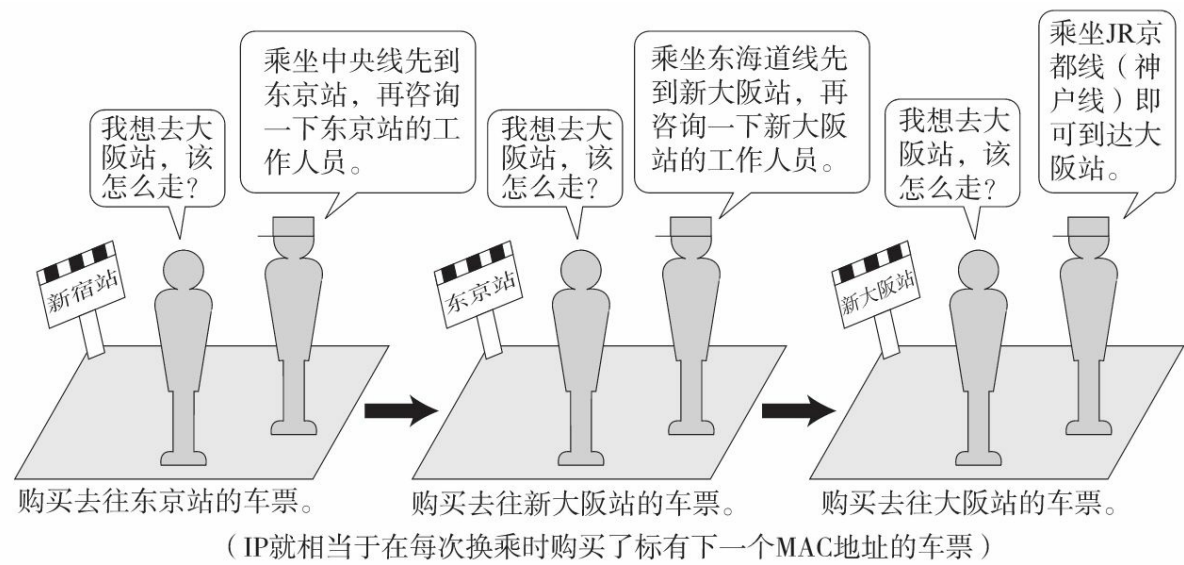 我想去大
阪站，该
怎么走？
乘坐中央线先到
东京站，再咨询
一下东京站的工
作人员。
新宿站
购买去往东京站的车票。
我想去大
阪站，该
怎么走？
乘坐东海道线先
到新大阪站，再
咨询一下新大阪
站的工作人员。
东京站
购买去往新大阪站的车票。
我想去大
阪站，该
怎么走？
乘坐JR京
都线（神
户线）即
可到达大
阪站。
新大阪站
购买去往大阪站的车票。
（IP就相当于在每次换乘时购买了标有下一个MAC地址的车票）